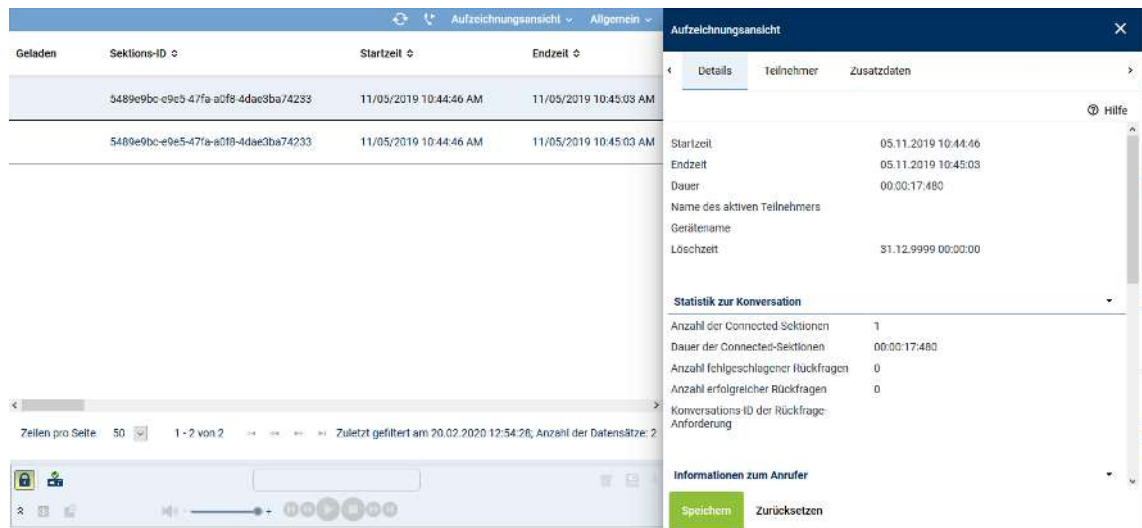 Aufzeichnungsansicht Allgemein
Geladen Sektions-ID Startzeit Endzeit
5489e9bc-e9e5-47fa-a0f8-4dae3ba74233 11/05/2019 10:44:46 AM 11/05/2019 10:45:03 AM
5489e9bc-e9e5-47fa-a0f8-4dae3ba74233 11/05/2019 10:44:46 AM 11/05/2019 10:45:03 AM
Zeilen pro Seite 50 1 - 2 von 2 Zuletzt gefiltert am 20.02.2020 12:54:28; Anzahl der Datensätze: 2
Aufzeichnungsansicht
Details Teilnehmer Zusatzdaten
Hilfe
Startzeit 05.11.2019 10:44:46
Endzeit 05.11.2019 10:45:03
Dauer 00:00:17:480
Name des aktiven Teilnehmers
Gerätename
Löschzeit 31.12.9999 00:00:00
Statistik zur Konversation
Anzahl der Connected-Sektionen 1
Dauer der Connected-Sektionen 00:00:17:480
Anzahl fehlgeschlagener Rückfragen 0
Anzahl erfolgreicher Rückfragen 0
Konversations-ID der Rückfrage-
Anforderung
Informationen zum Anrufer
Speichern Zurücksetzen